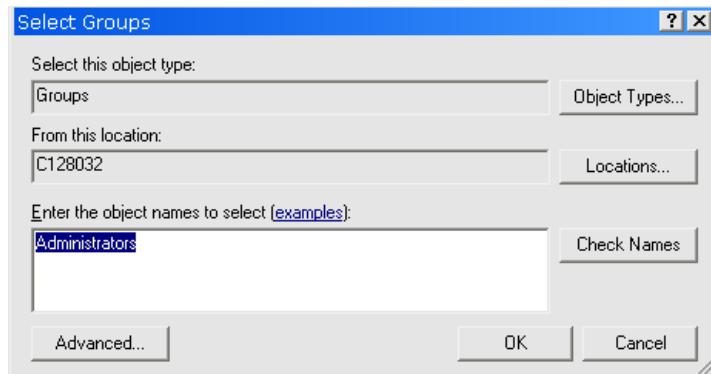 Select Groups
Select this object type:
Groups
Object Types...
From this location:
C128032
Locations...
Enter the object names to select (examples):
Administrators
Check Names
Advanced...
OK
Cancel